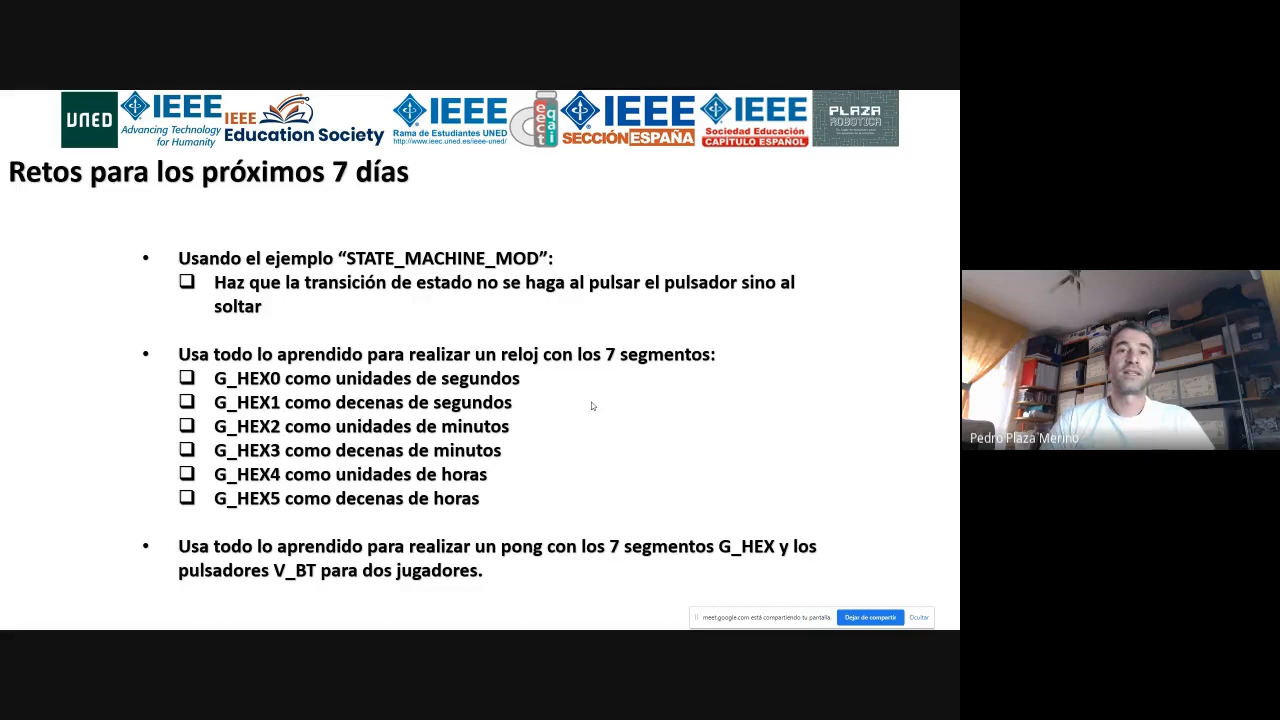 UNED
IEEE
Advancing Technology
for Humanity
IEEE
Education Society
IEEE
Rama de Estudiantes UNED
http://www.ieec.uned.es/ieee-uned/
IEEE
SECCIÓN ESPAÑA
IEEE
Sociedad Educación
CAPÍTULO ESPAÑOL
PLAZA
ROBOTICA
Retos para los próximos 7 días
• Usando el ejemplo “STATE_MACHINE_MOD”:
❑ Haz que la transición de estado no se haga al pulsar el pulsador sino al
soltar
• Usa todo lo aprendido para realizar un reloj con los 7 segmentos:
❑ G_HEX0 como unidades de segundos
❑ G_HEX1 como decenas de segundos
❑ G_HEX2 como unidades de minutos
❑ G_HEX3 como decenas de minutos
❑ G_HEX4 como unidades de horas
❑ G_HEX5 como decenas de horas
• Usa todo lo aprendido para realizar un pong con los 7 segmentos G_HEX y los
pulsadores V_BT para dos jugadores.
meet.google.com está compartiendo tu pantalla. Dejar de compartir Ocultar
Pedro Plaza Merino